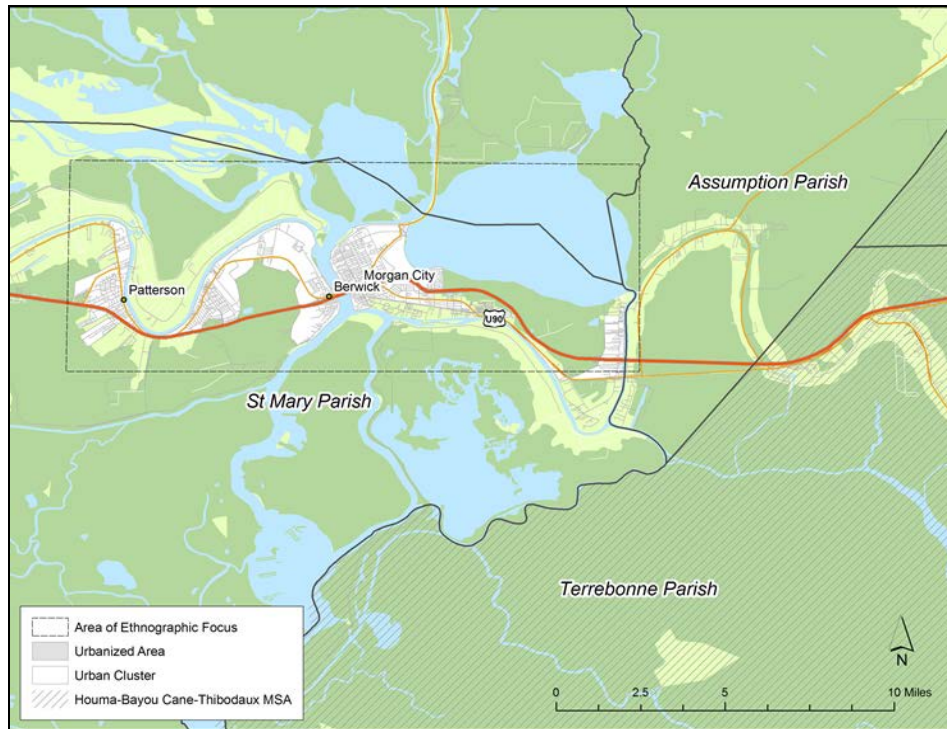 Assumption Parish
Patterson
Morgan City
Berwick
U90
St Mary Parish
Terrebonne Parish
Area of Ethnographic Focus
Urbanized Area
Urban Cluster
Houma-Bayou Cane-Thibodaux MSA
N
0 2.5 5 10 Miles